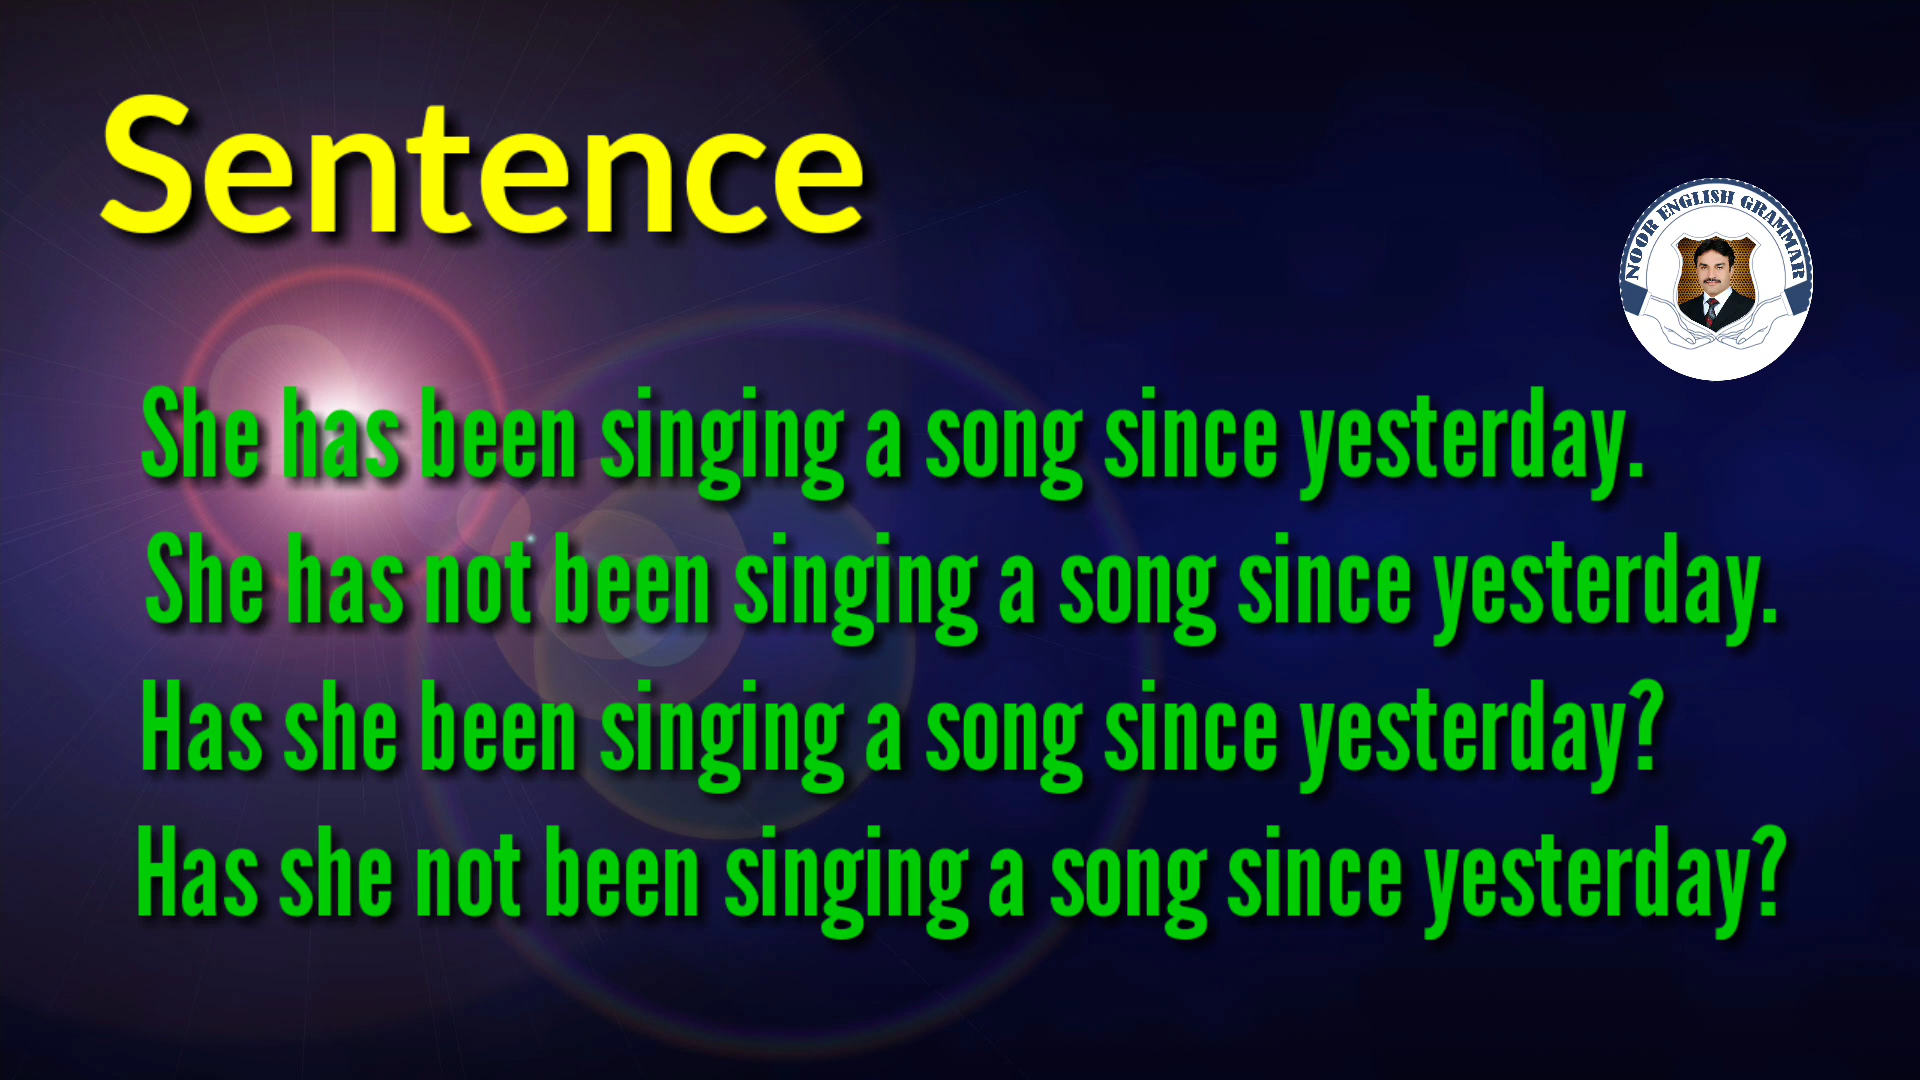 Sentence
NOOR ENGLISH GRAMMAR
She has been singing a song since yesterday.
She has not been singing a song since yesterday.
Has she been singing a song since yesterday?
Has she not been singing a song since yesterday?